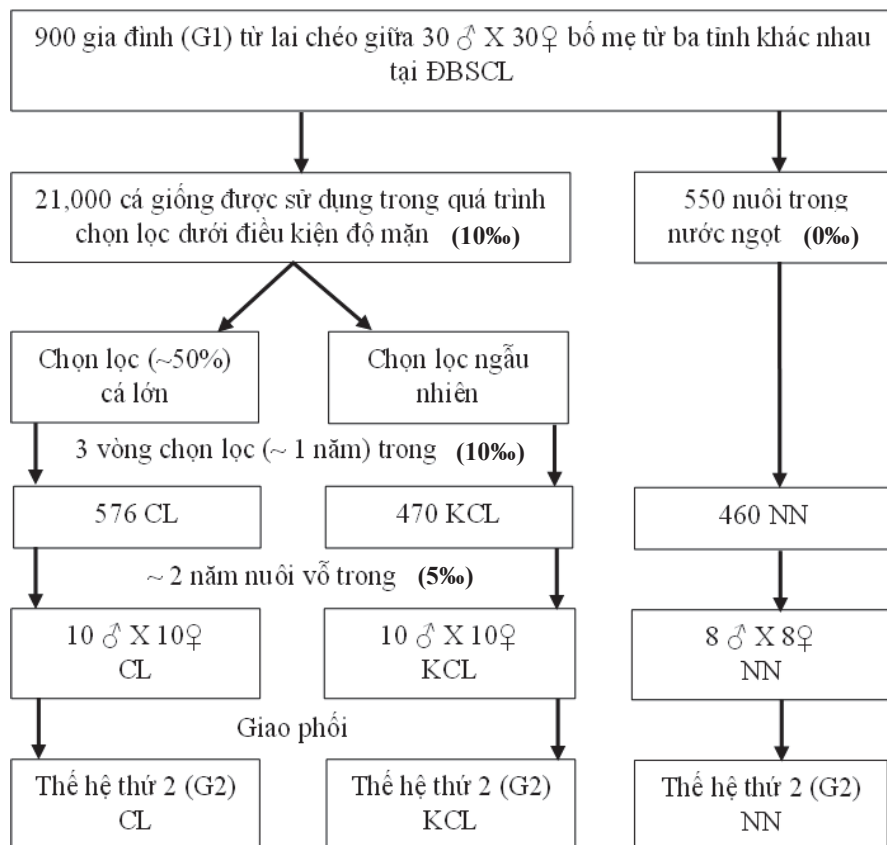 900 gia đình (G1) từ lai chéo giữa 30 ♂ X 30♀ bố mẹ từ ba tỉnh khác nhau
tại ĐBSCL
21,000 cá giống được sử dụng trong quá trình
chọn lọc dưới điều kiện độ mặn (10‰)
550 nuôi trong
nước ngọt (0‰)
Chọn lọc (~50%)
cá lớn
Chọn lọc ngẫu
nhiên
3 vòng chọn lọc (~ 1 năm) trong (10‰)
576 CL
470 KCL
460 NN
~ 2 năm nuôi vỗ trong (5‰)
10 ♂ X 10♀
CL
10 ♂ X 10♀
KCL
8 ♂ X 8♀
NN
Giao phối
Thế hệ thứ 2 (G2)
CL
Thế hệ thứ 2 (G2)
KCL
Thế hệ thứ 2 (G2)
NN